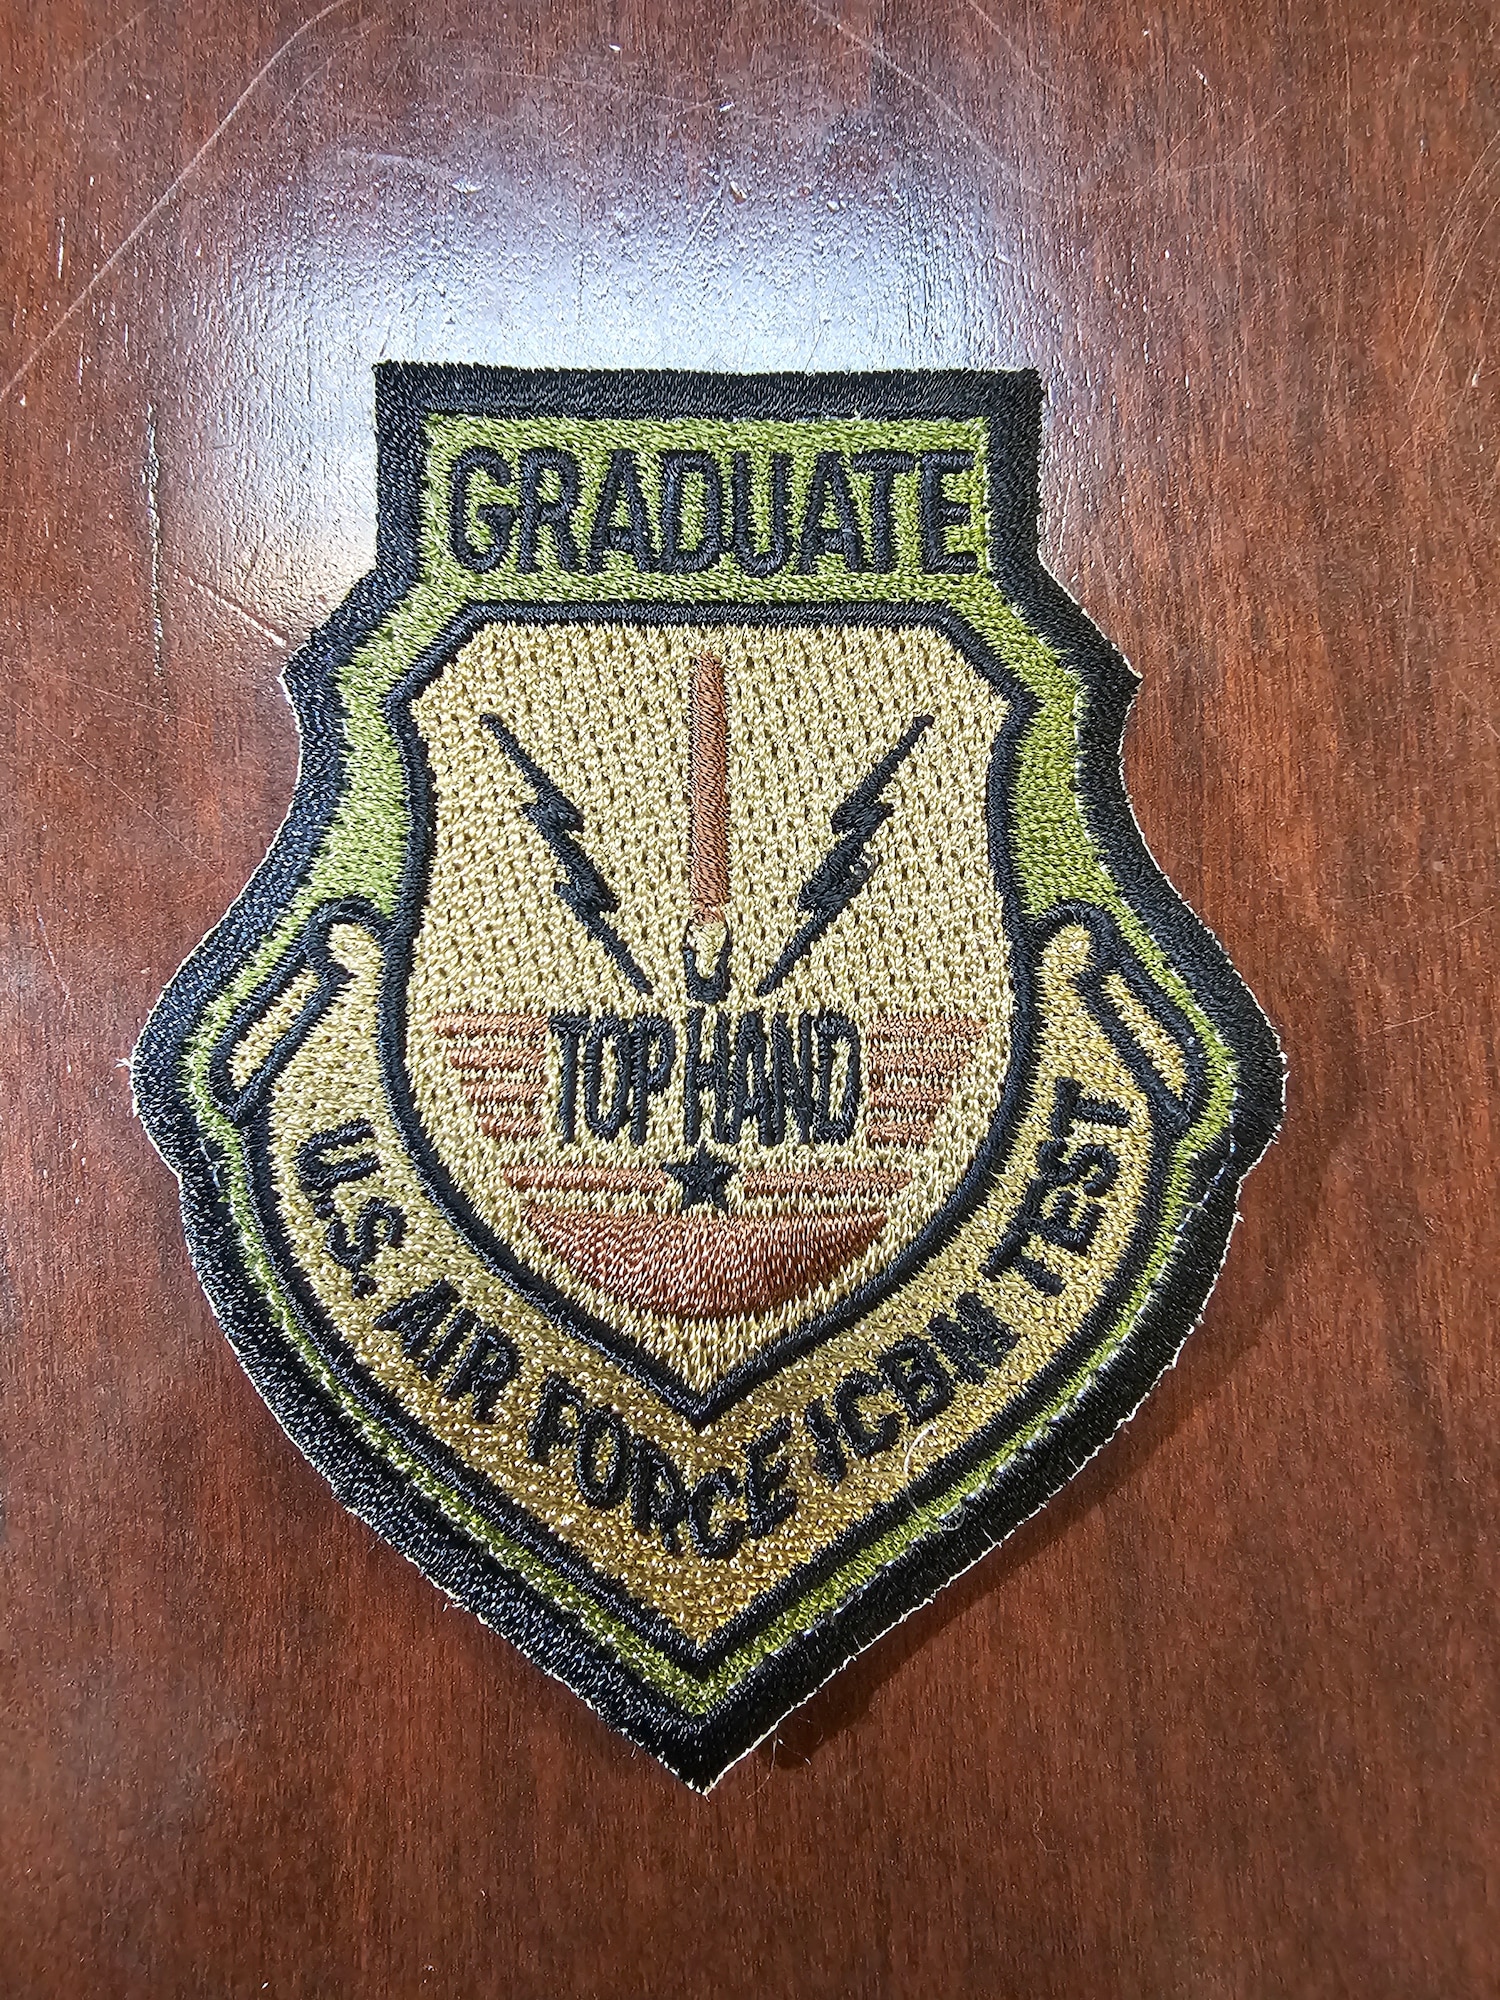 GRADUATE
TOP HAND
U.S. AIR FORCE ICBM TEST